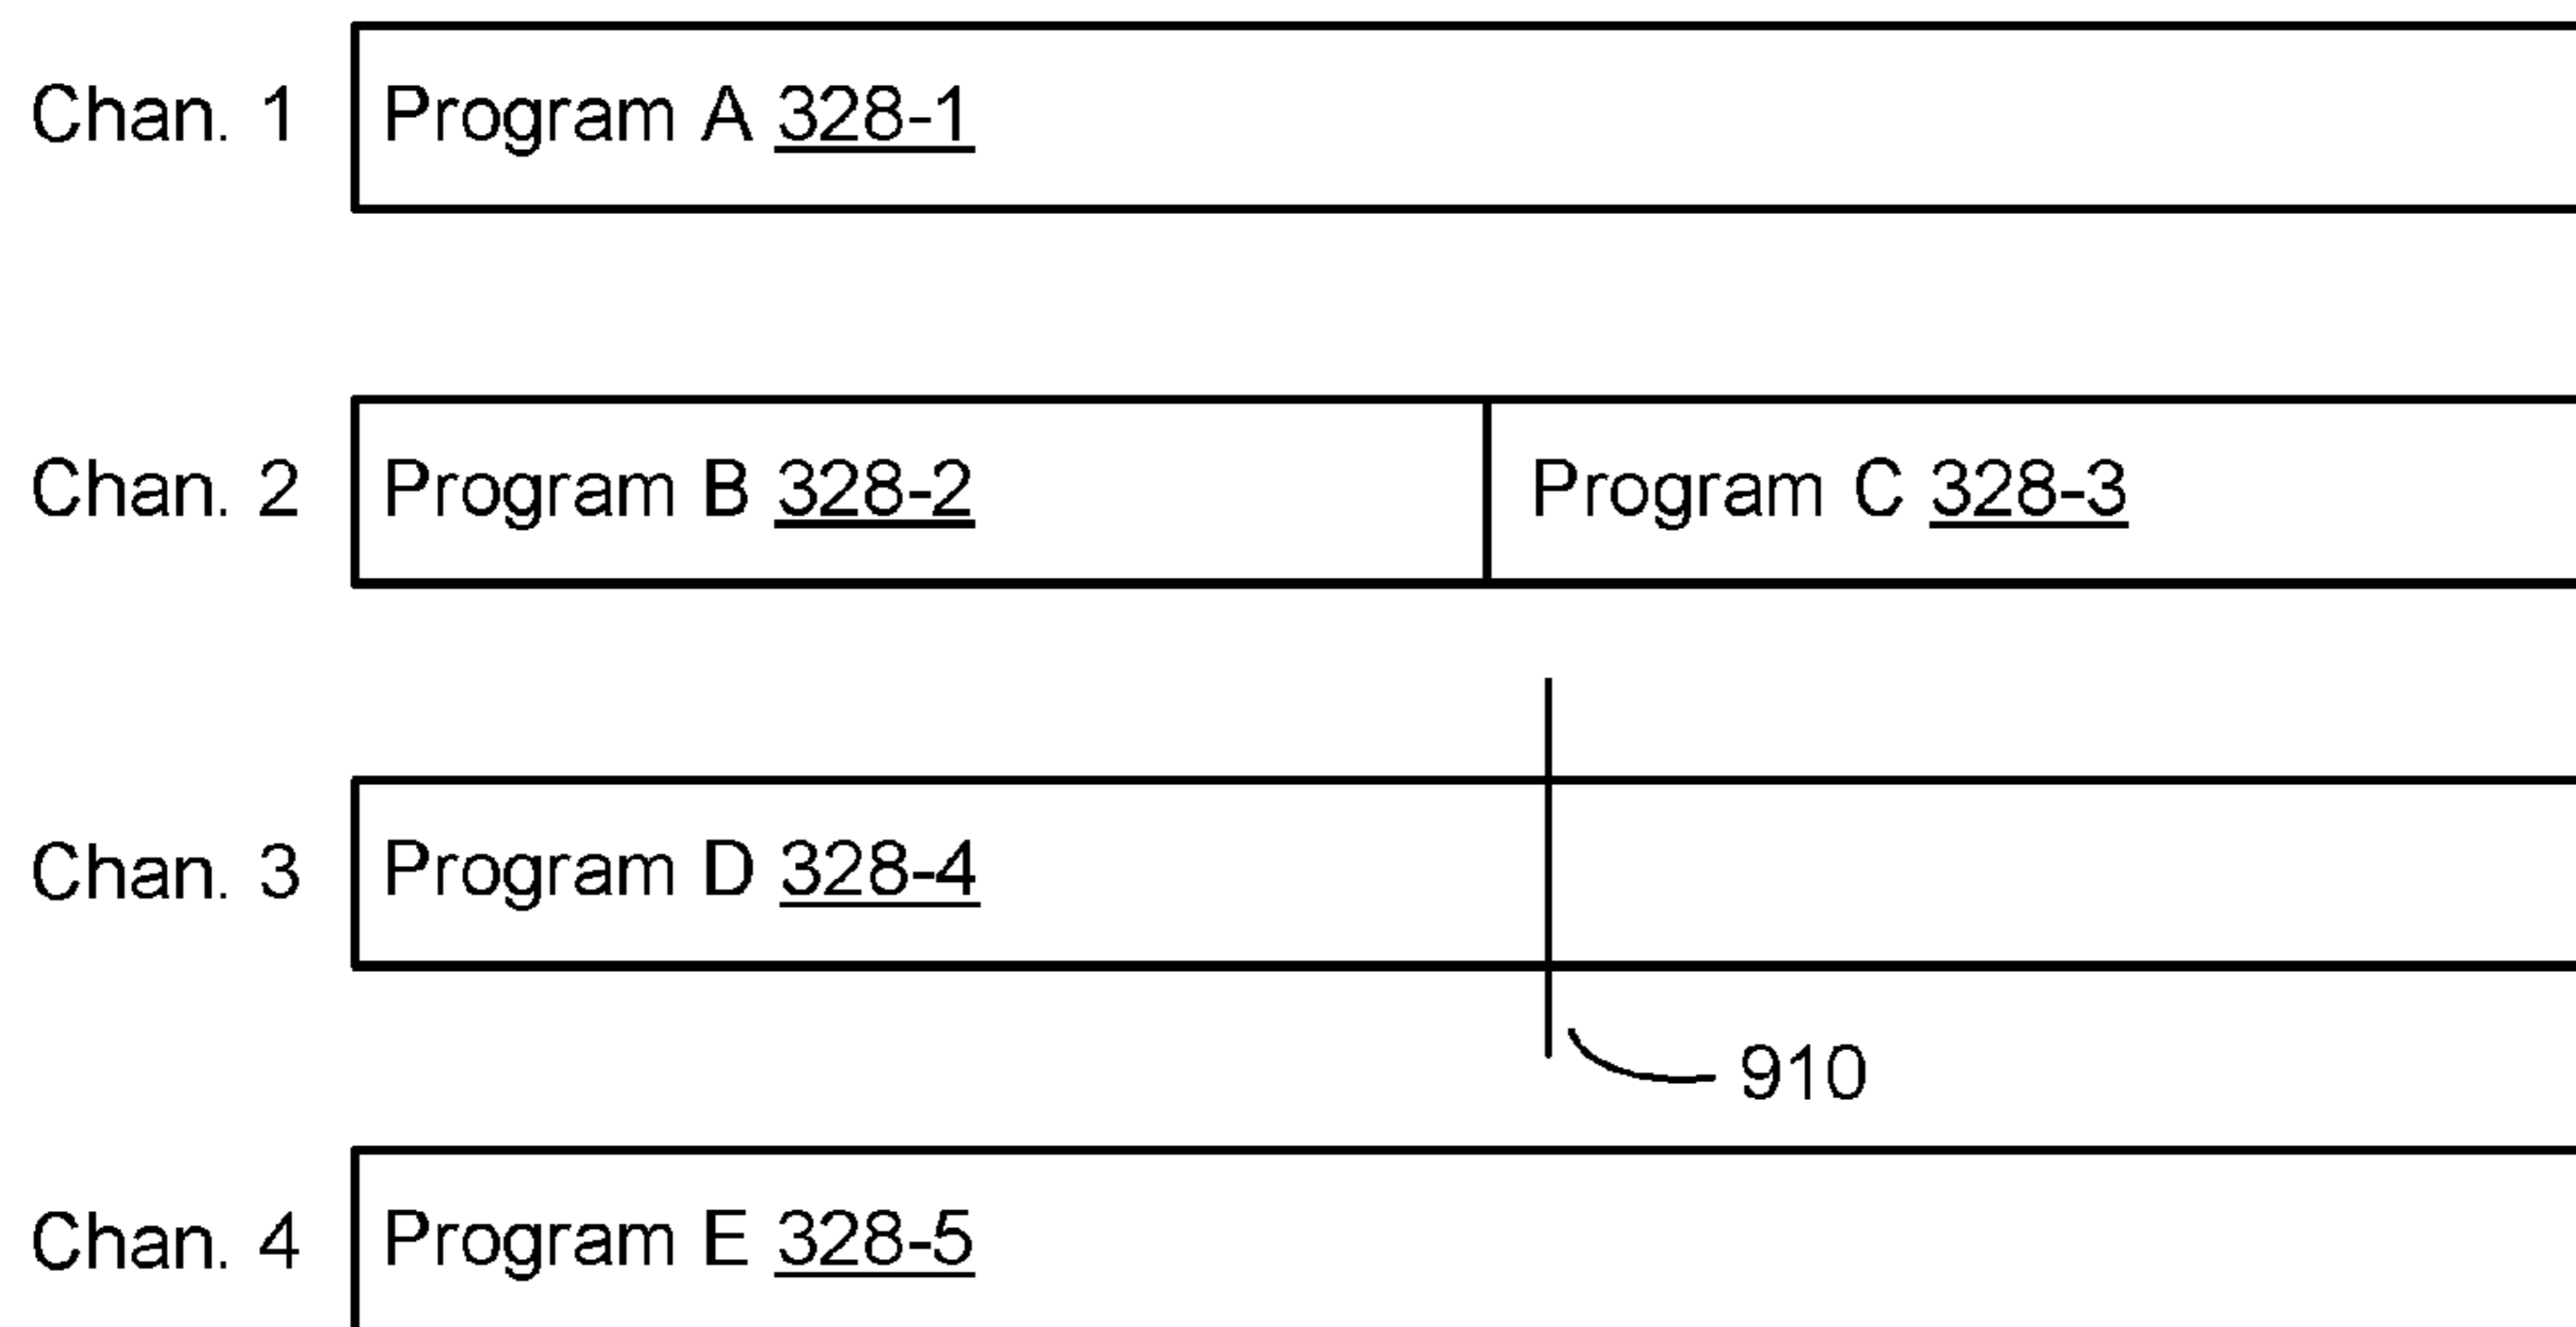 Chan. 1 Program A 328-1
Chan. 2 Program B 328-2 Program C 328-3
Chan. 3 Program D 328-4
910
Chan. 4 Program E 328-5